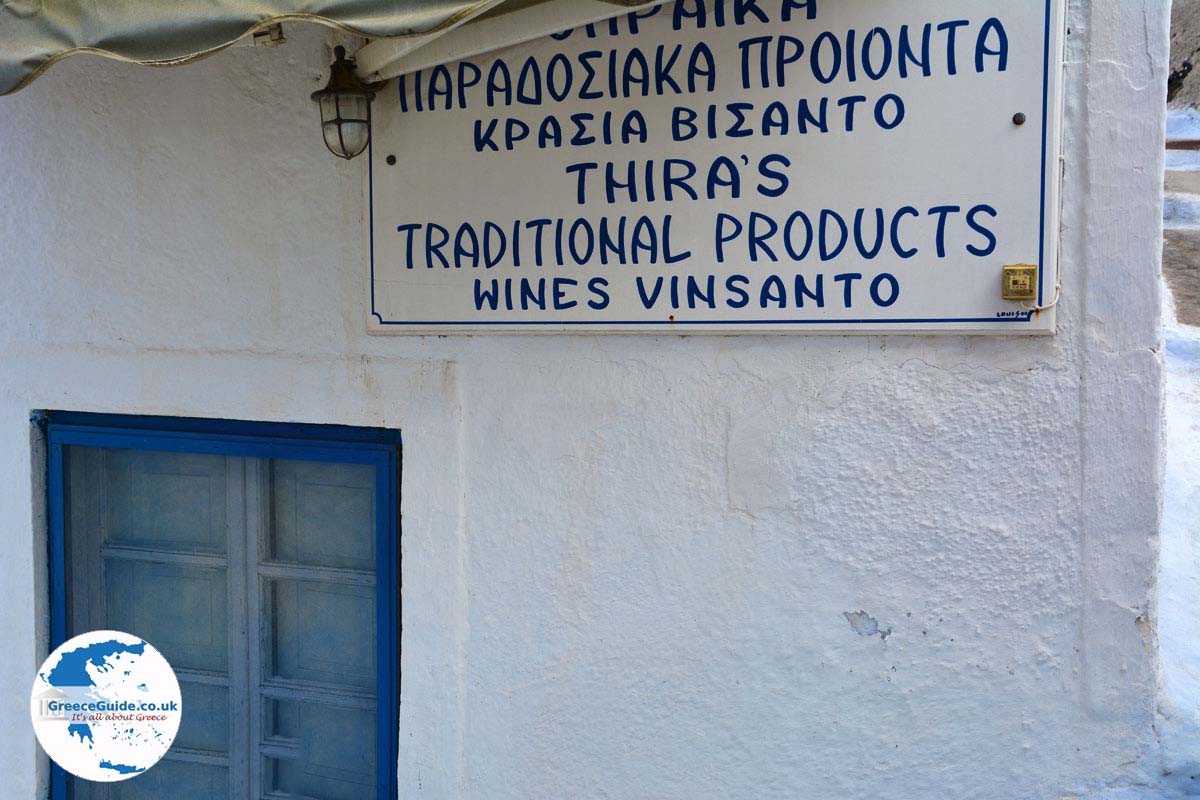 ΠΑΡΑΔΟΣΙΑΚΑ ΠΡΟΙΟΝΤΑ
ΚΡΑΣΙΑ ΒΙΣΑΝΤΟ
THIRA'S
TRADITIONAL PRODUCTS
WINES VINSANTO
GreeceGuide.co.uk
It's all about Greece